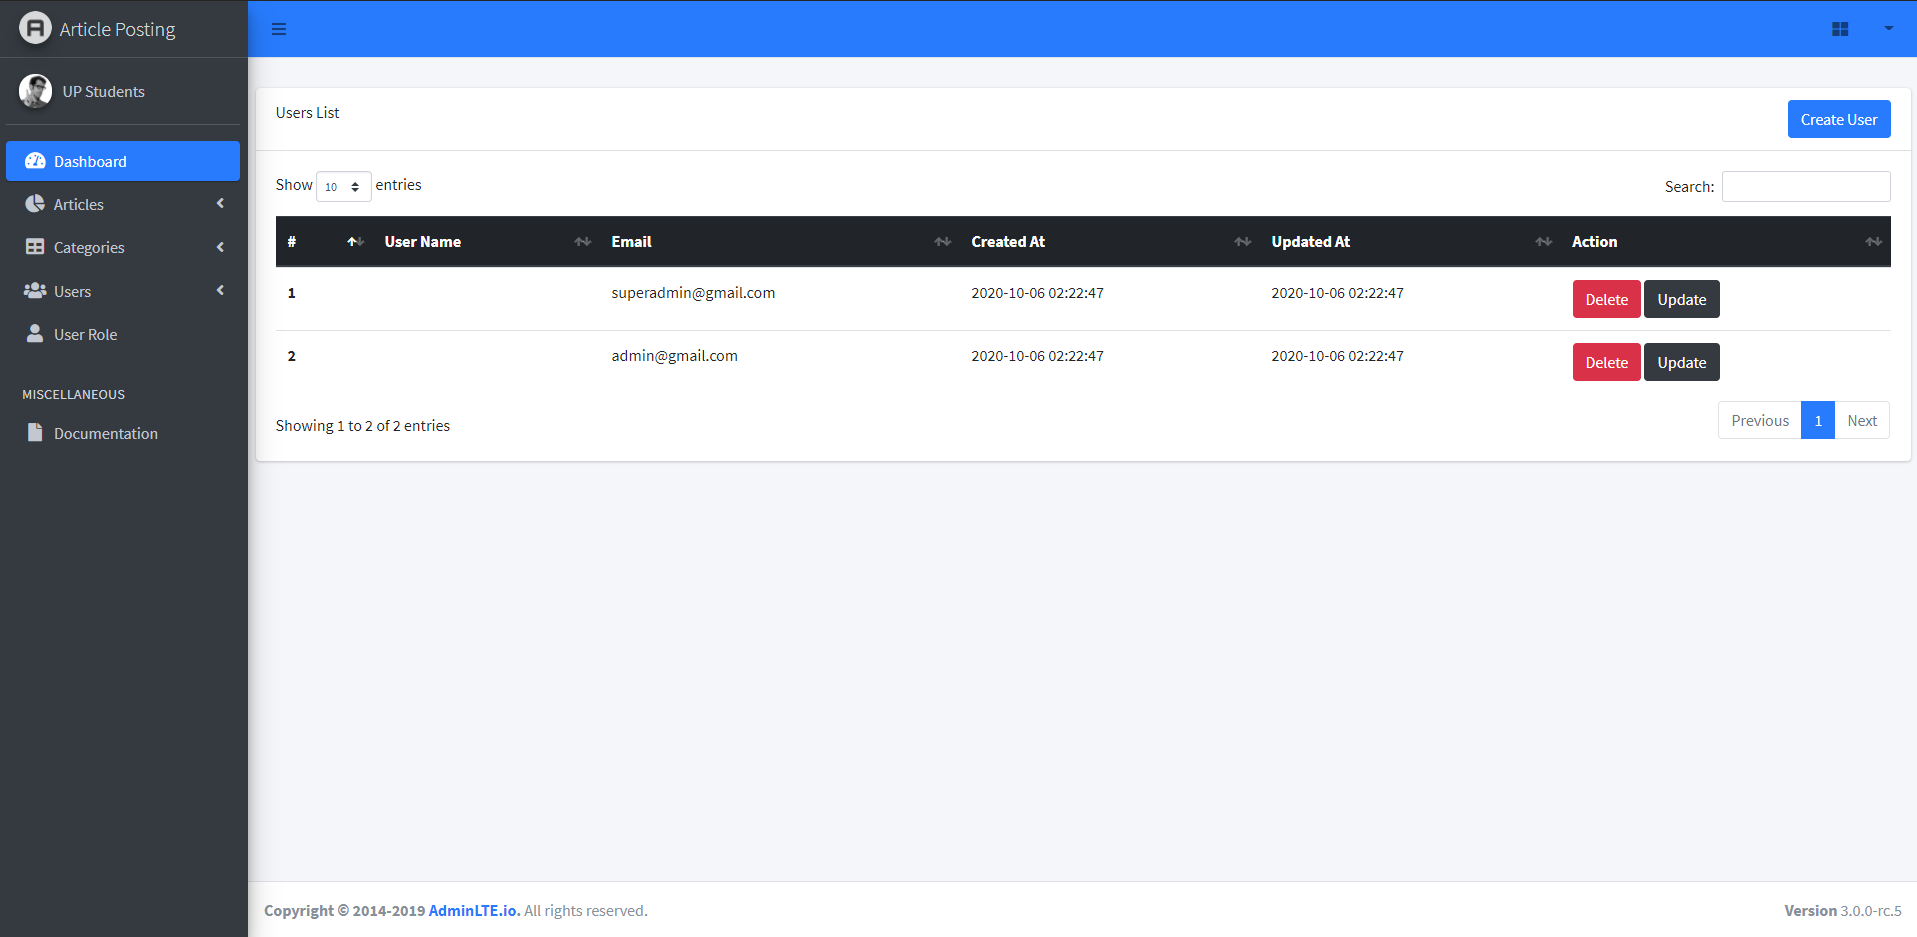 Article Posting
UP Students
Dashboard
Articles
Categories
Users
User Role
MISCELLANEOUS
Documentation
Users List
Create User
Show 10 entries
Search:
# User Name Email Created At Updated At Action
1 superadmin@gmail.com 2020-10-06 02:22:47 2020-10-06 02:22:47 Delete Update
2 admin@gmail.com 2020-10-06 02:22:47 2020-10-06 02:22:47 Delete Update
Showing 1 to 2 of 2 entries
Previous 1 Next
Copyright © 2014-2019 AdminLTE.io. All rights reserved.
Version 3.0.0-rc.5